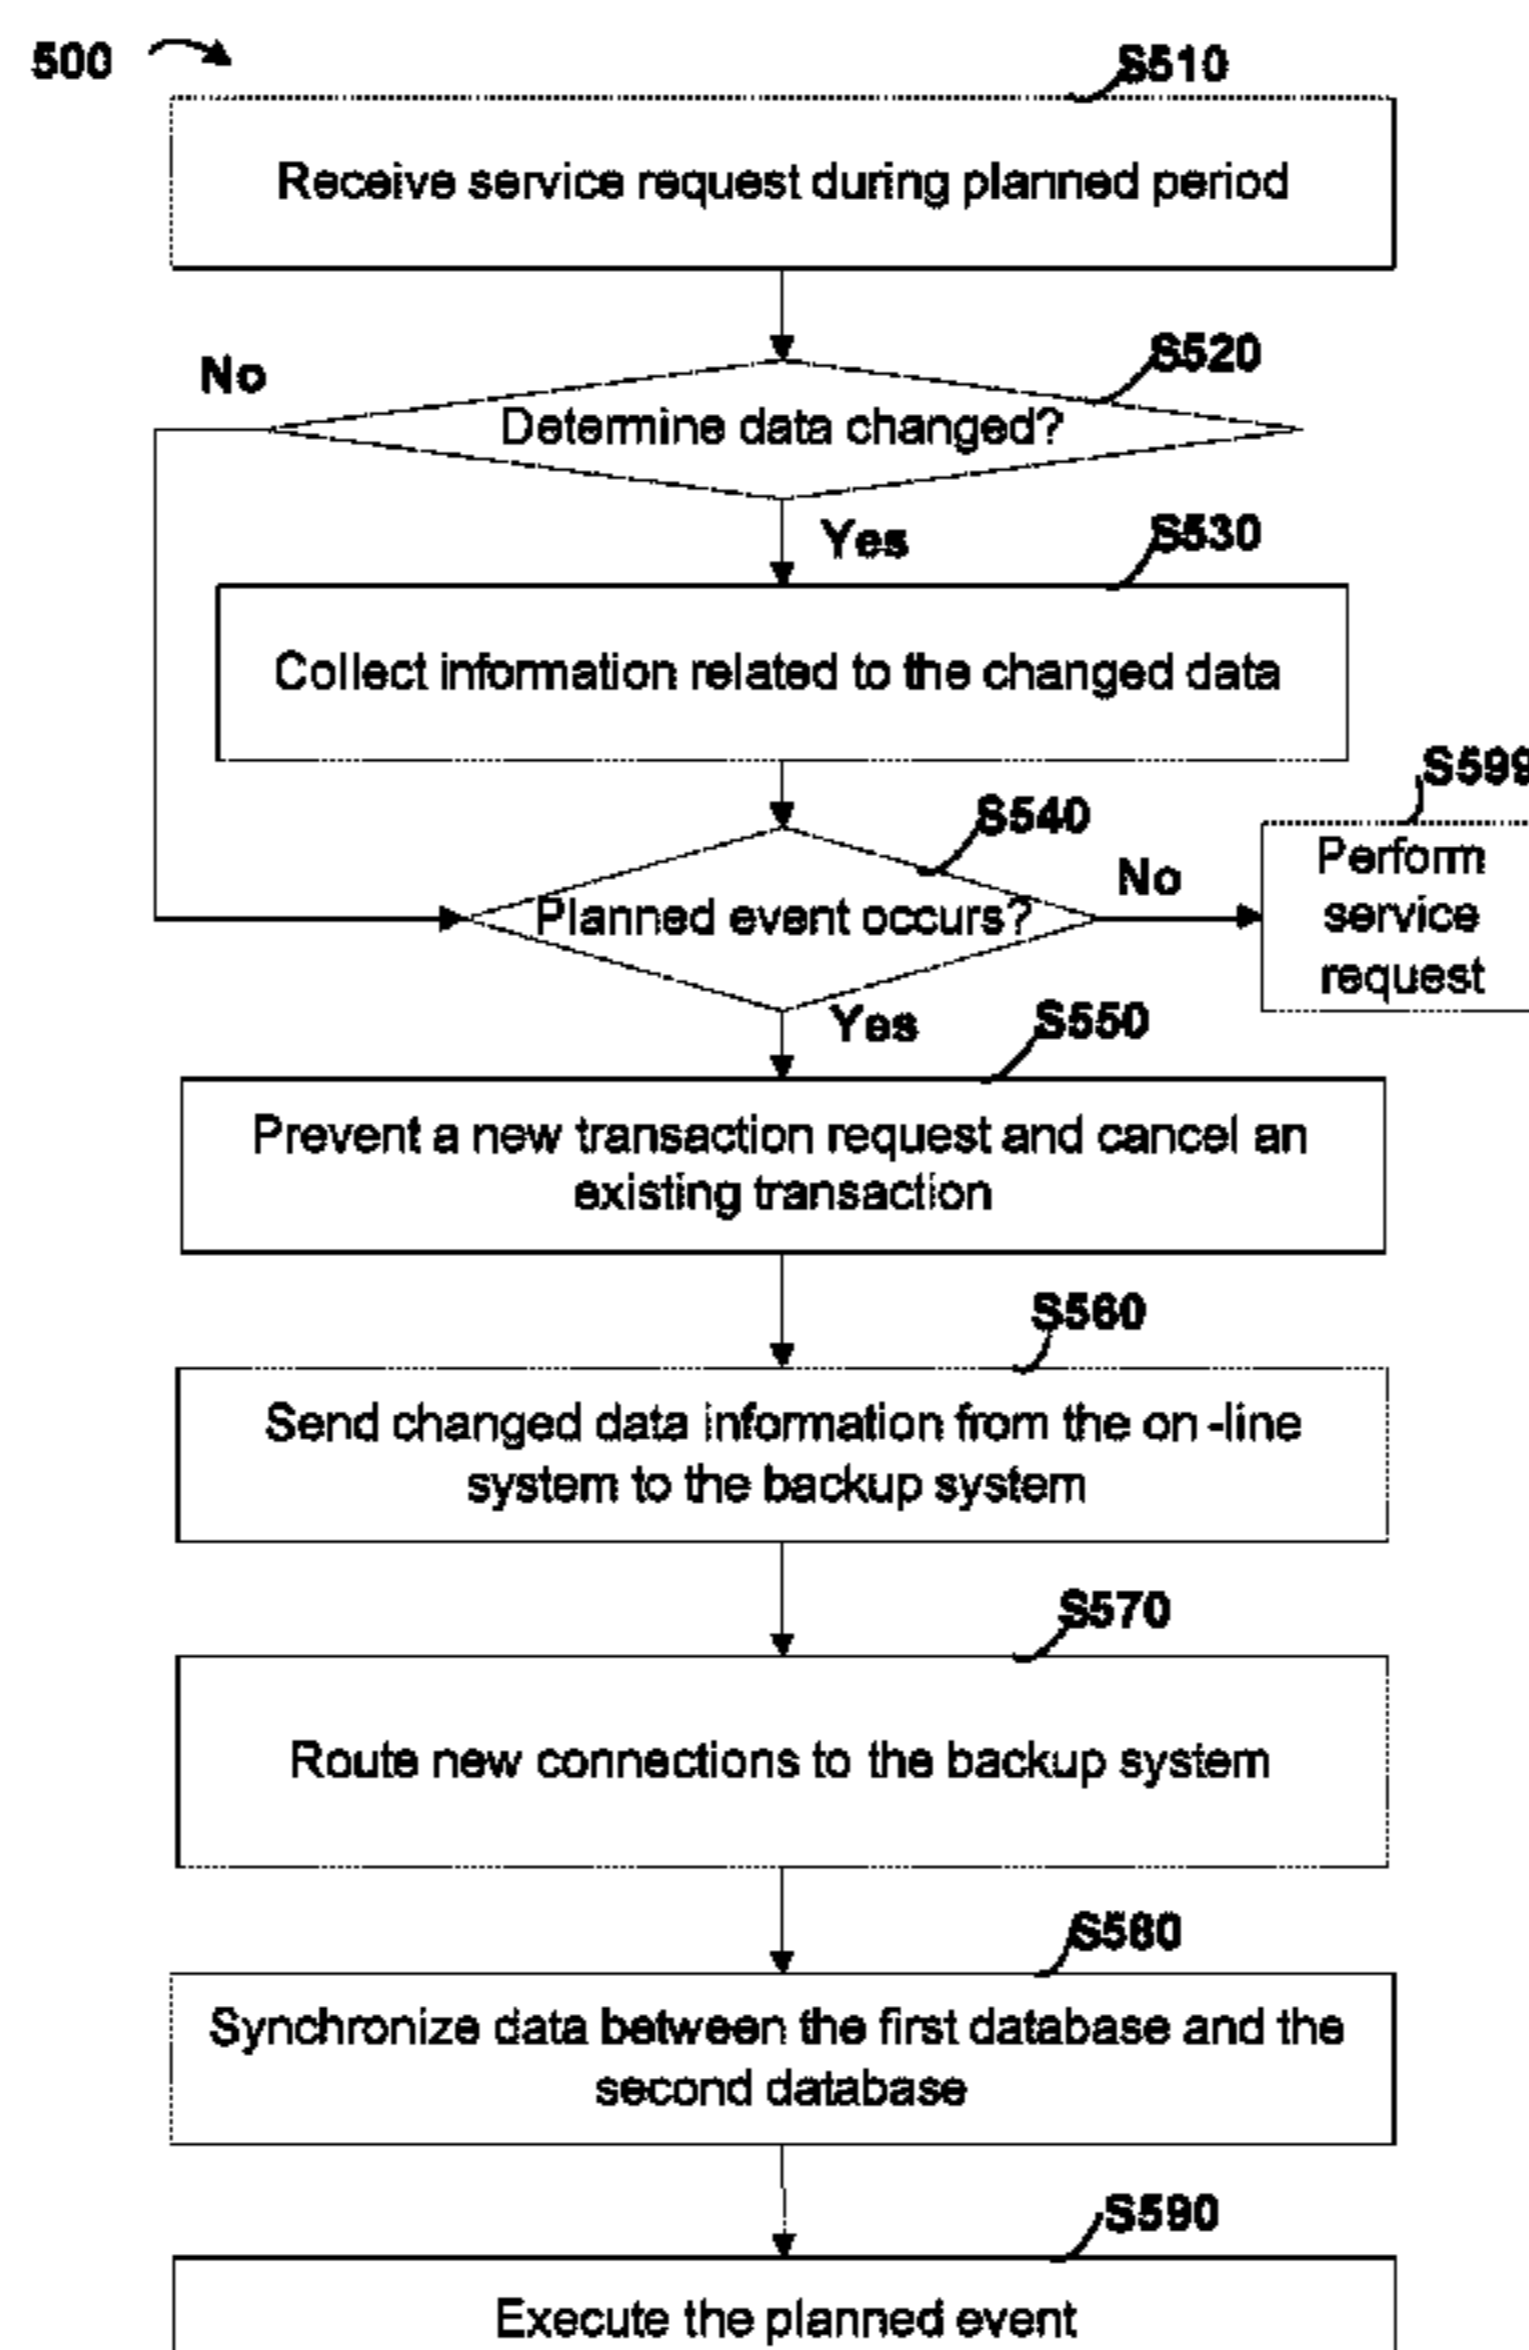 500
S510
Receive service request during planned period
No
S520
Determine data changed?
Yes
S530
Collect information related to the changed data
S599
S540
Perform
service
request
No
Planned event occurs?
Yes
S550
Prevent a new transaction request and cancel an
existing transaction
S560
Send changed data information from the on -line
system to the backup system
S570
Route new connections to the backup system
S580
Synchronize data between the first database and the
second database
S590
Execute the planned event